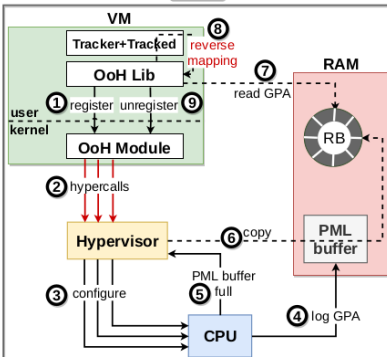 VM
Tracker+Tracked
8
reverse
mapping
OoH Lib
7
RAM
1 register
unregister 9
read GPA
user
kernel
RB
OoH Module
2 hypercalls
Hypervisor
6 copy
PML
buffer
PML buffer
full
5
3 configure
4 log GPA
CPU